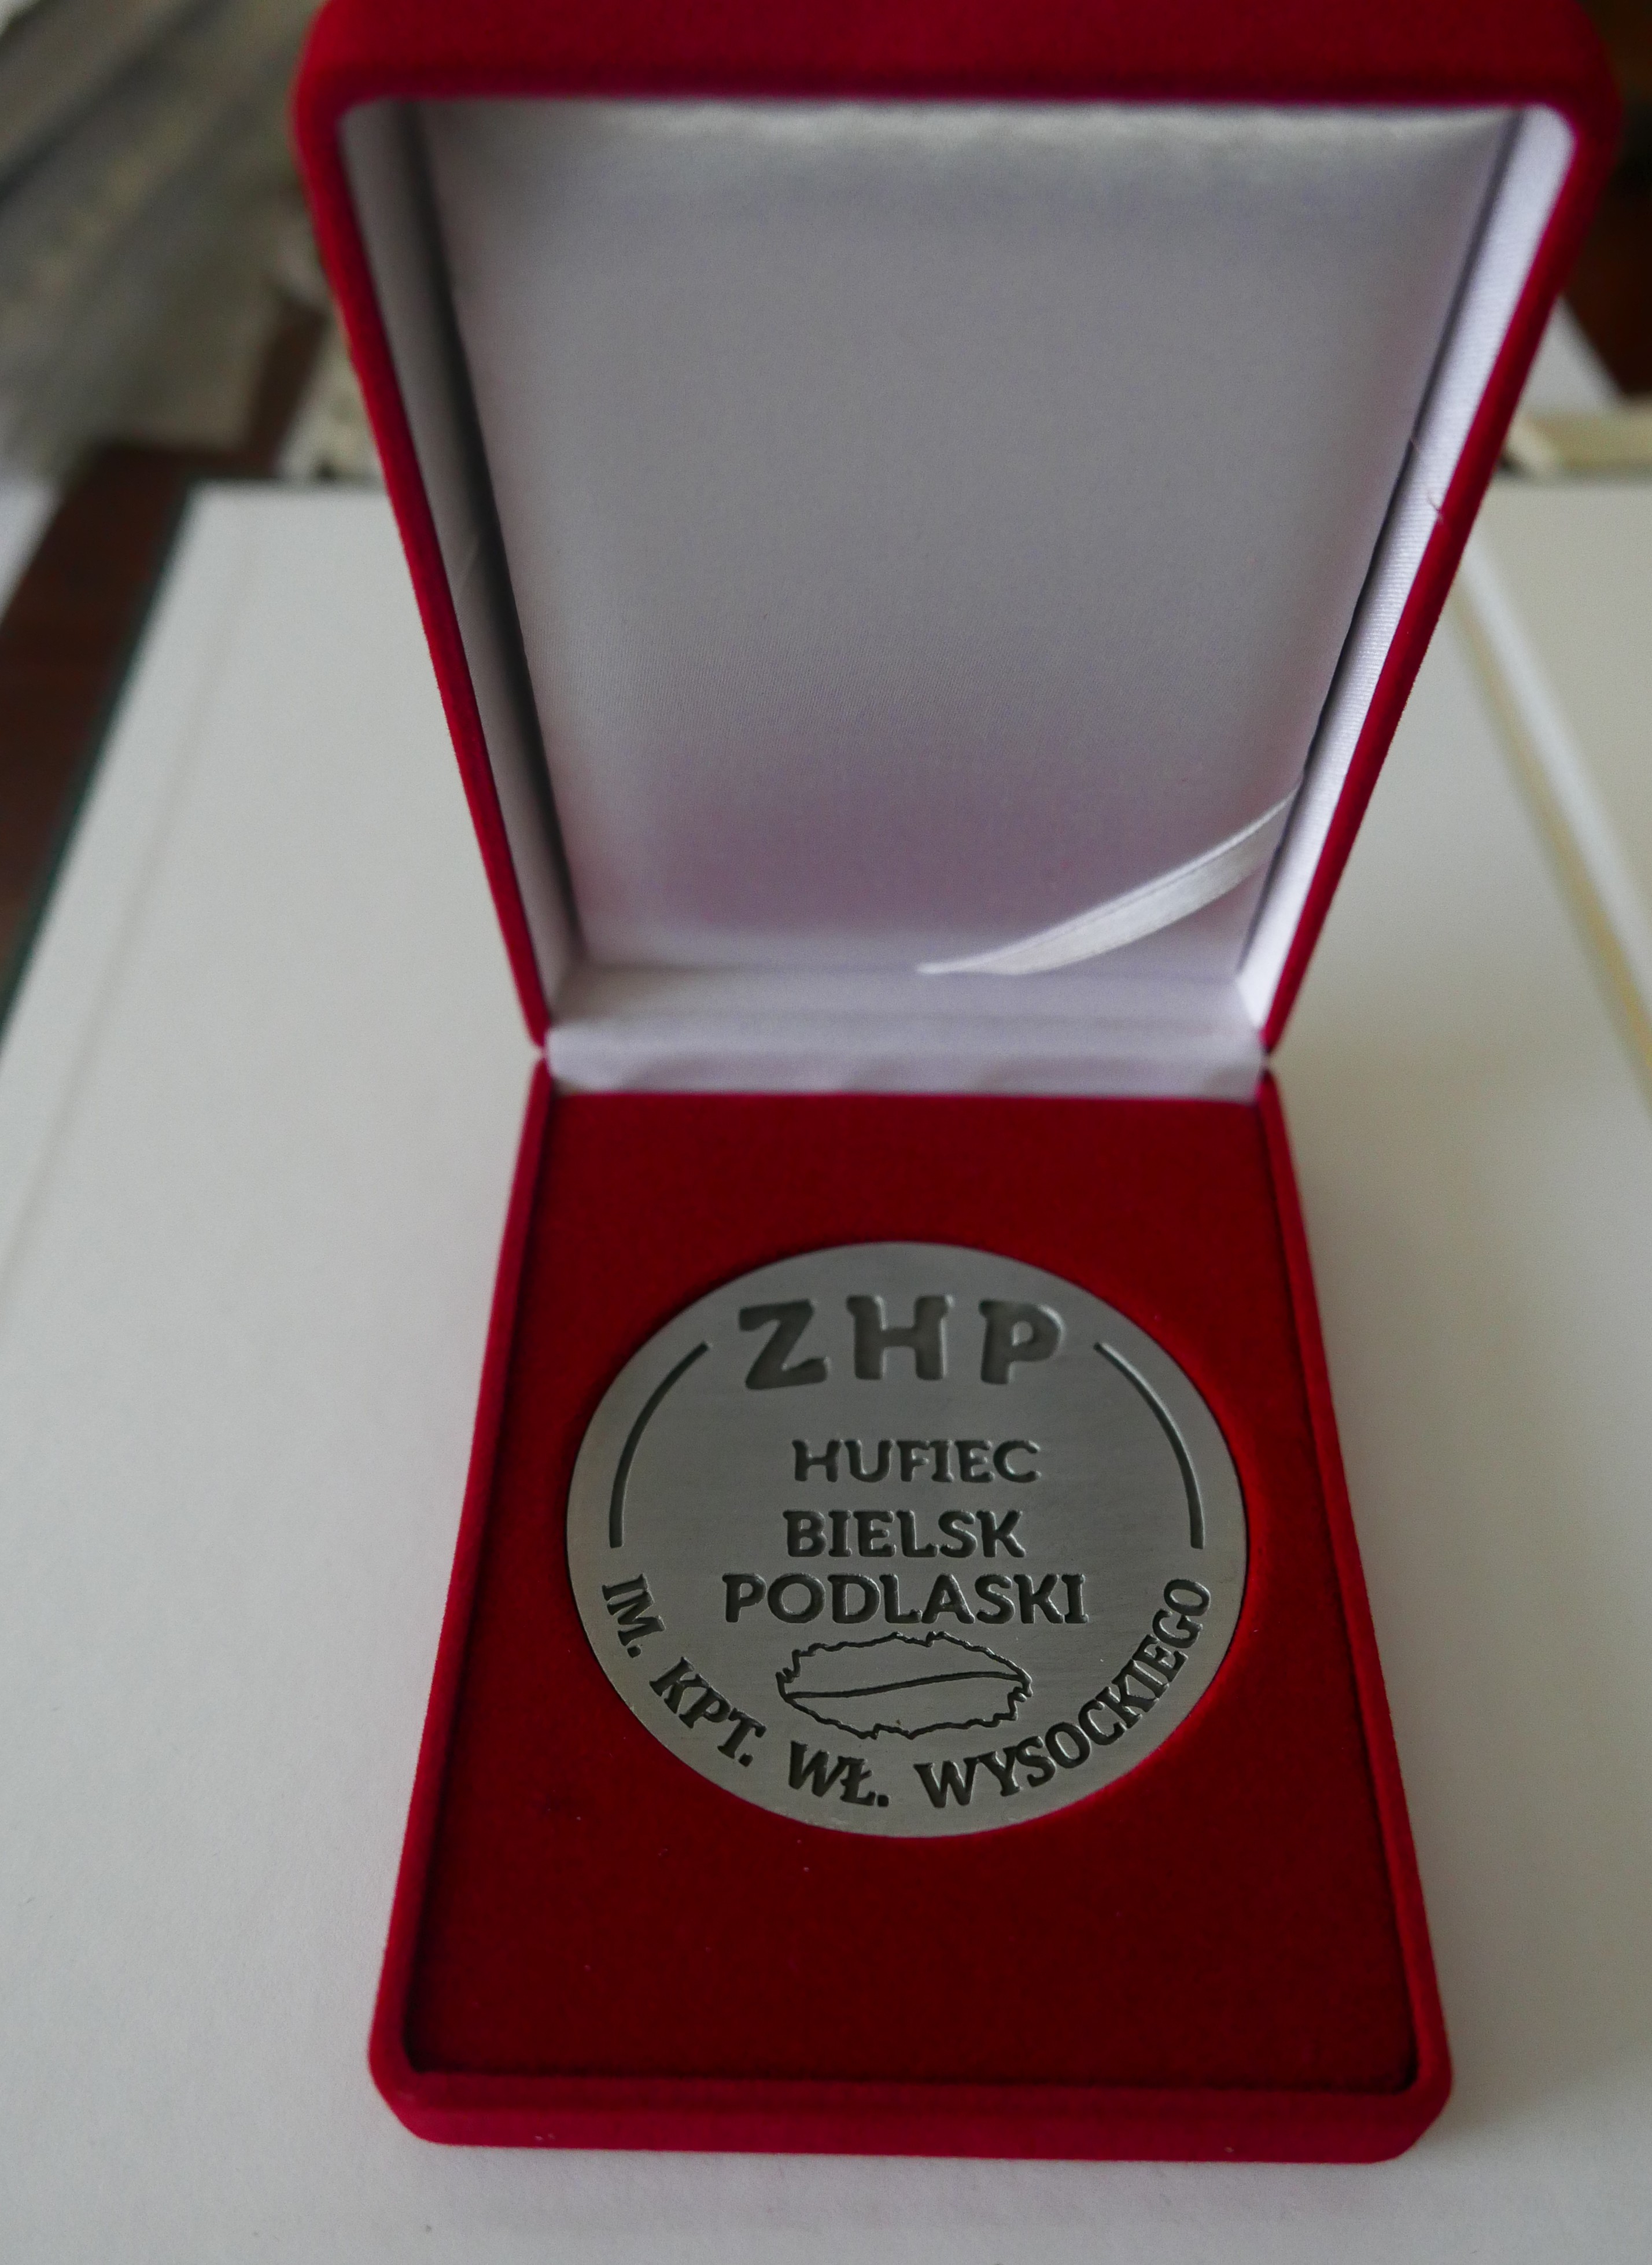 ZHP
HUFIEC
BIELSK
PODLASKI
IM. KPT. WŁ. WYSOCKIEGO